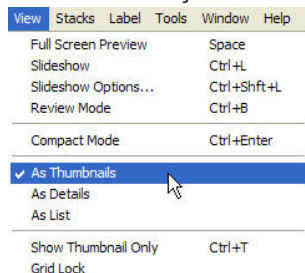 View Stacks Label Tools Window Help
Full Screen Preview Space
Slideshow Ctrl+L
Slideshow Options... Ctrl+Shft+L
Review Mode Ctrl+B
Compact Mode Ctrl+Enter
As Thumbnails
As Details
As List
Show Thumbnail Only Ctrl+T
Grid Lock